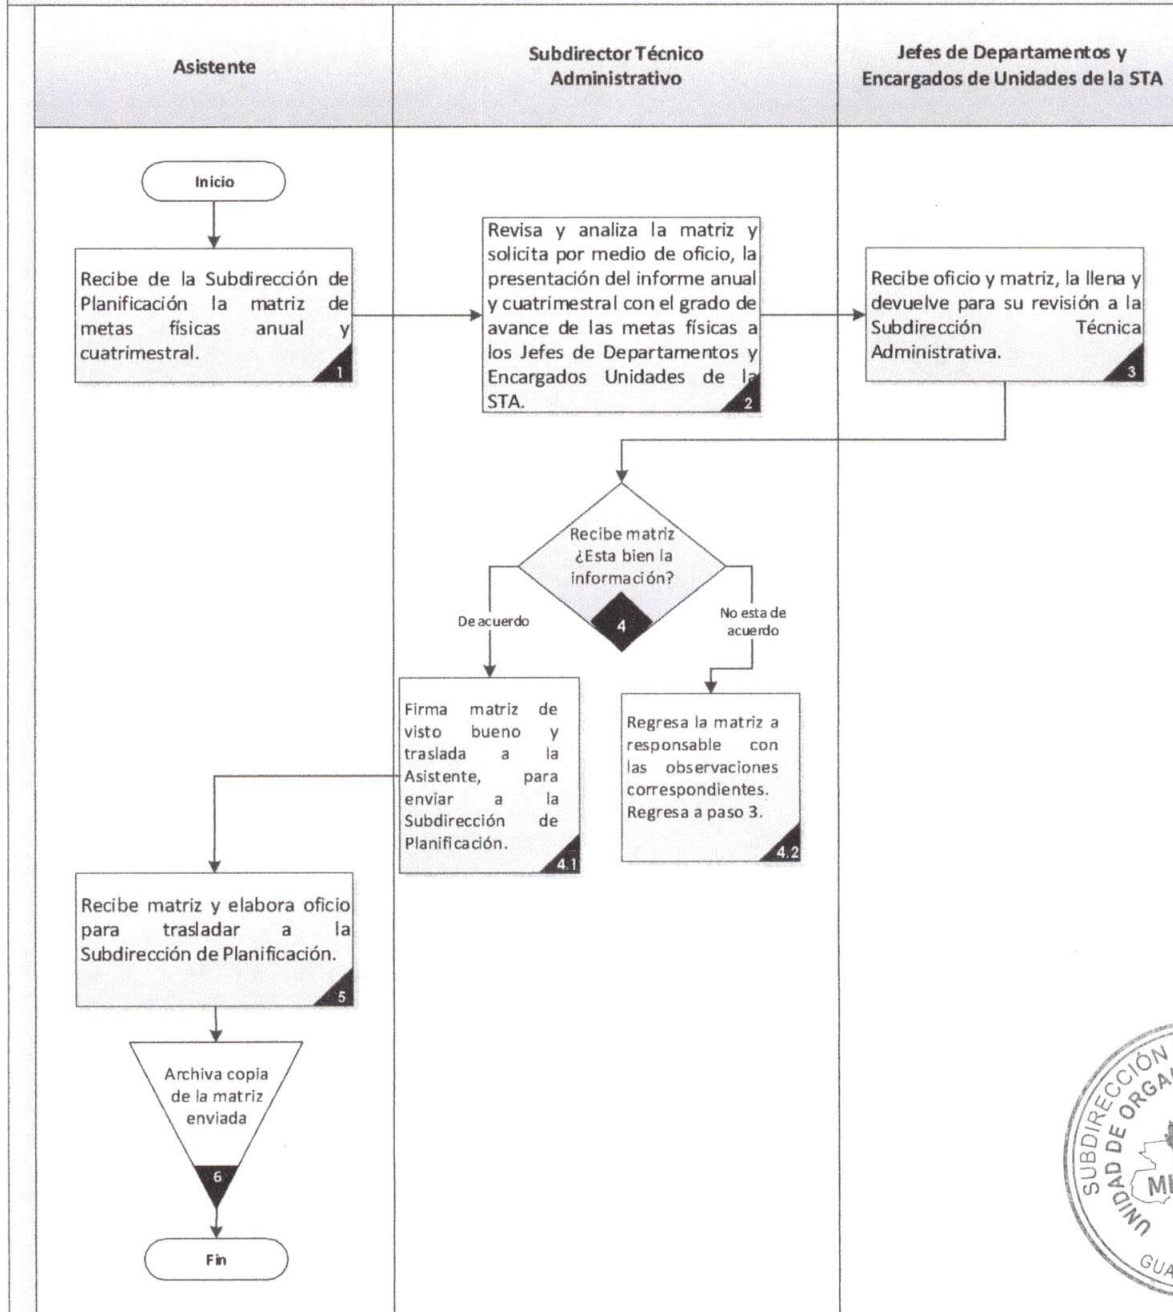 Asistente
Subdirector Técnico
Administrativo
Jefes de Departamentos y
Encargados de Unidades de la STA
Inicio
Recibe de la Subdirección de
Planificación la matriz de
metas físicas anual y
cuatrimestral.
1
Revisa y analiza la matriz y
solicita por medio de oficio, la
presentación del informe anual
y cuatrimestral con el grado de
avance de las metas físicas a
los Jefes de Departamentos y
Encargados Unidades de la
STA.
2
Recibe oficio y matriz, la llena y
devuelve para su revisión a la
Subdirección Técnica
Administrativa.
3
Recibe matriz
¿Esta bien la
información?
4
De acuerdo
No esta de
acuerdo
Firma matriz de
visto bueno y
traslada a la
Asistente, para
enviar a la
Subdirección de
Planificación.
4.1
Regresa la matriz a
responsable con
las observaciones
correspondientes.
Regresa a paso 3.
4.2
Recibe matriz y elabora oficio
para trasladar a la
Subdirección de Planificación.
5
Archiva copia
de la matriz
enviada
6
Fin
SUBDIRECCIÓN
UNIDAD DE